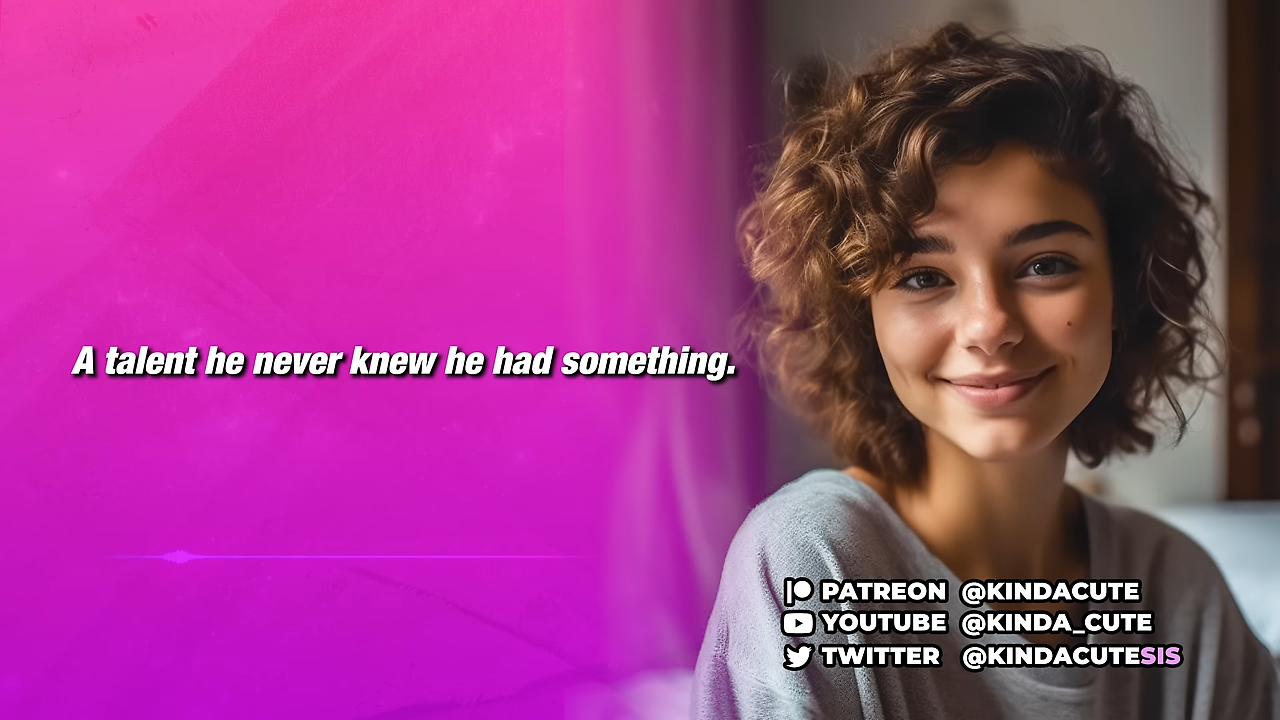 A talent he never knew he had something.
PATREON @KINDACUTE
YOUTUBE @KINDA_CUTE
TWITTER @KINDACUTESIS